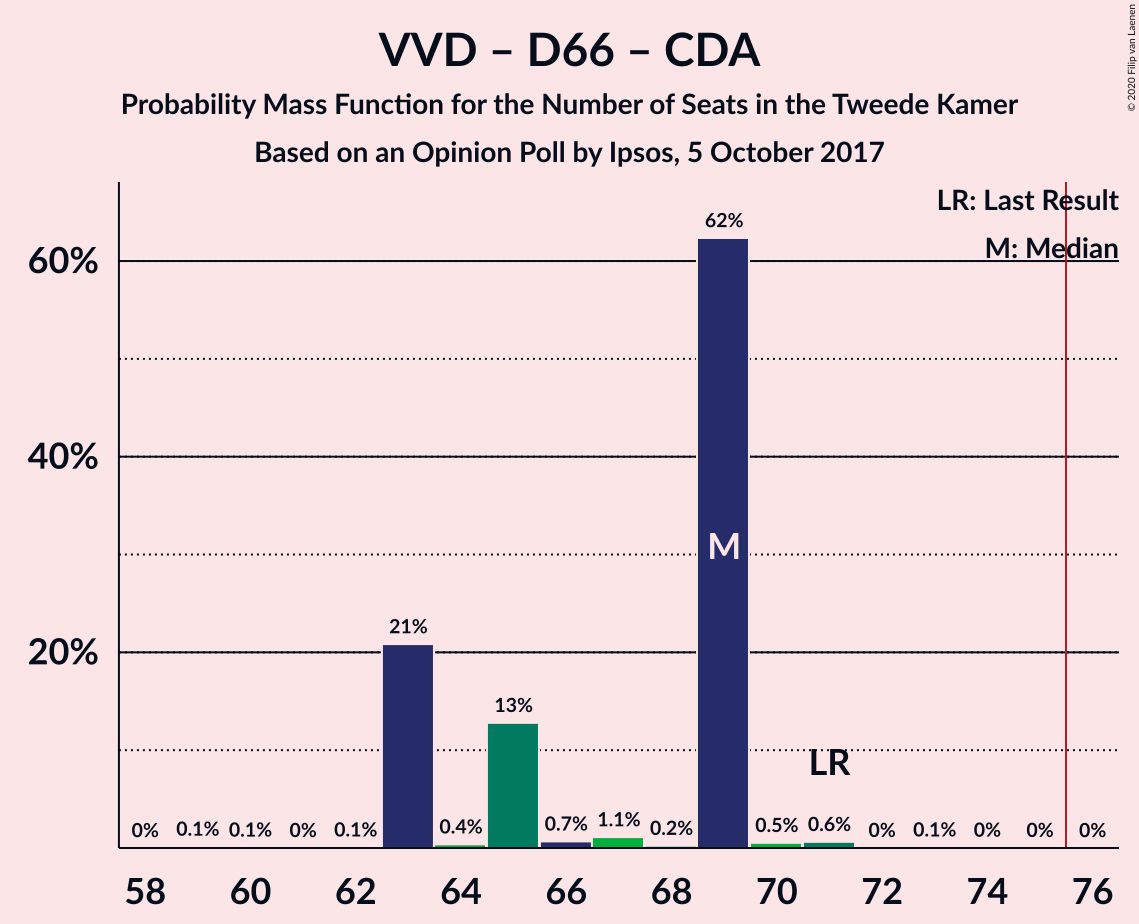 VVD – D66 – CDA
Probability Mass Function for the Number of Seats in the Tweede Kamer
Based on an Opinion Poll by Ipsos, 5 October 2017
© 2020 Filip van Laenen
LR: Last Result
M: Median
60%
40%
20%
0% 0.1% 0.1% 0% 0.1% 21% 0.4% 13% 0.7% 1.1% 0.2% 62% 0.5% 0.6% 0% 0.1% 0% 0% 0%
M
LR
58 60 62 64 66 68 70 72 74 76